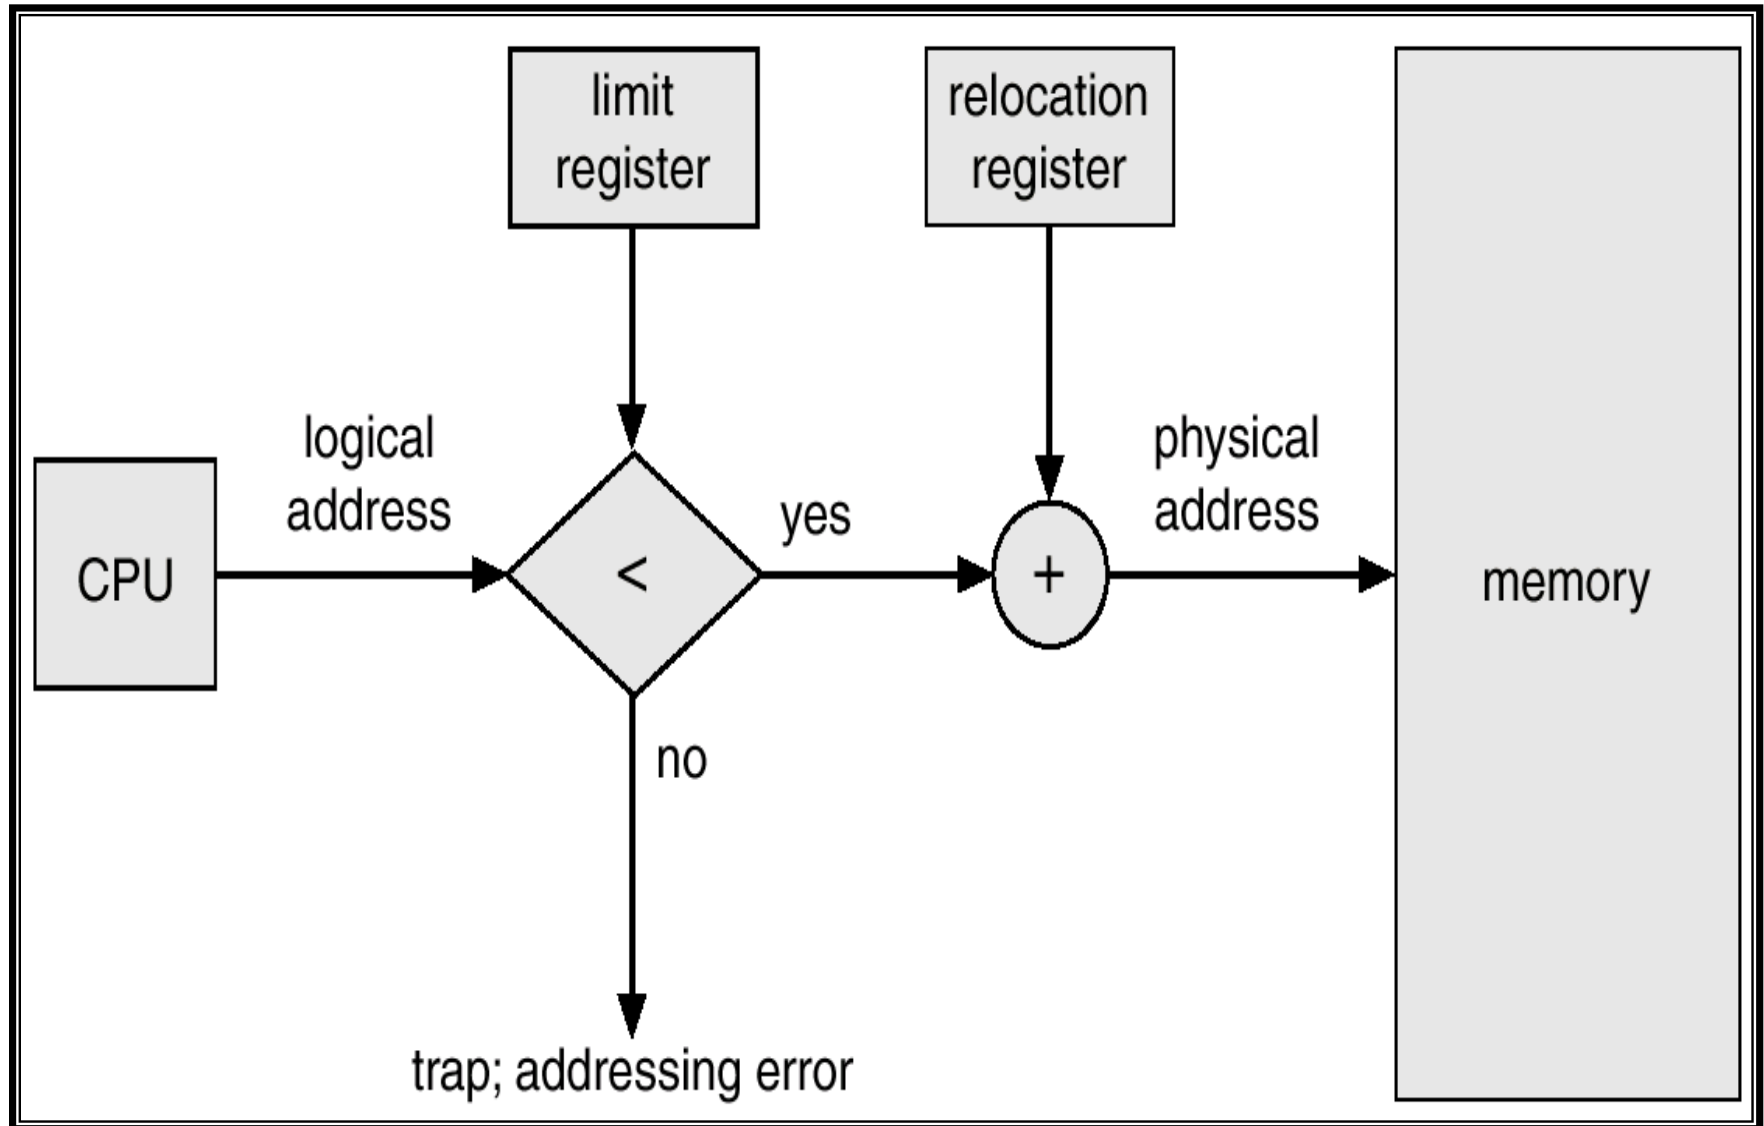 limit
register
relocation
register
logical
address
physical
address
yes
CPU
<
+
memory
no
trap; addressing error